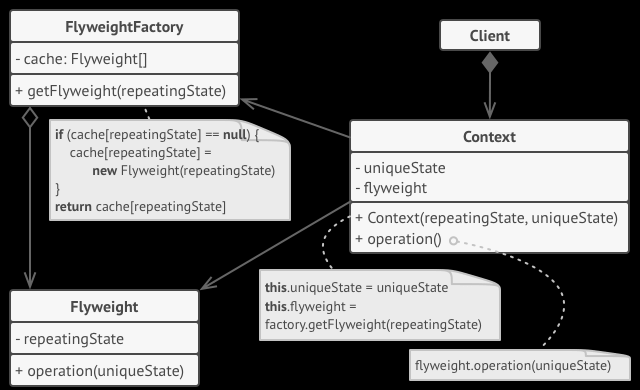 FlyweightFactory
- cache: Flyweight[]
+ getFlyweight(repeatingState)
if (cache[repeatingState] == null) {
cache[repeatingState] =
new Flyweight(repeatingState)
}
return cache[repeatingState]
Client
Context
- uniqueState
- flyweight
+ Context(repeatingState, uniqueState)
+ operation()
this.uniqueState = uniqueState
this.flyweight =
factory.getFlyweight(repeatingState)
flyweight.operation(uniqueState)
Flyweight
- repeatingState
+ operation(uniqueState)